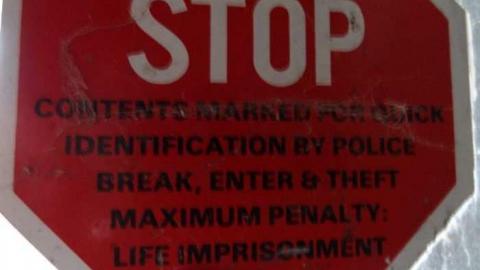 STOP
CONTENTS MARKED FOR QUICK
IDENTIFICATION BY POLICE
BREAK, ENTER & THEFT
MAXIMUM PENALTY:
LIFE IMPRISONMENT